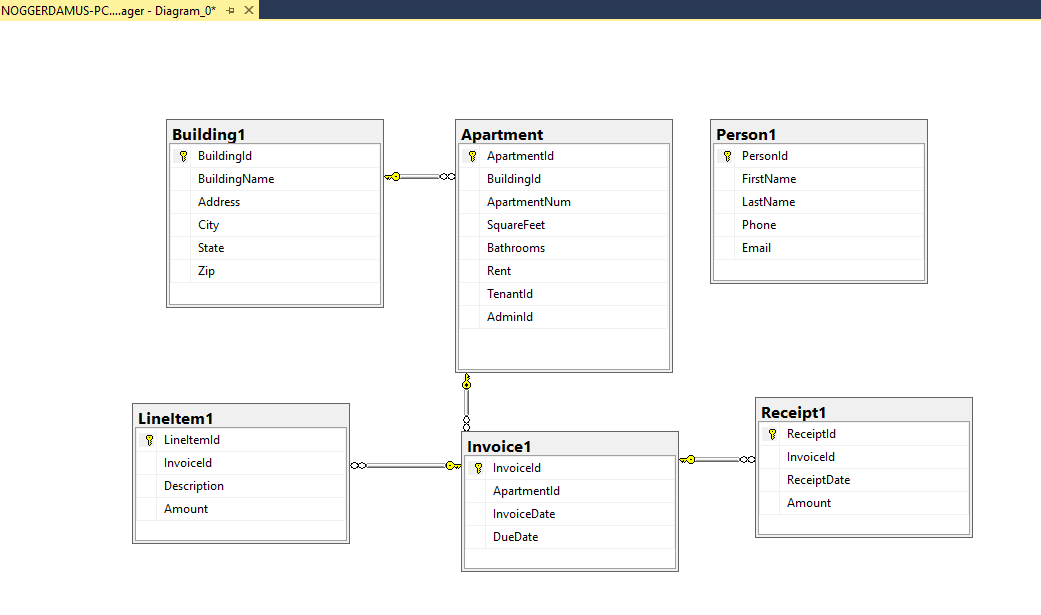 NOGGERDAMUS-PC....ager - Diagram_0*
Building1
BuildingId
BuildingName
Address
City
State
Zip
Apartment
ApartmentId
BuildingId
ApartmentNum
SquareFeet
Bathrooms
Rent
TenantId
AdminId
Person1
PersonId
FirstName
LastName
Phone
Email
LineItem1
LineItemId
InvoiceId
Description
Amount
Invoice1
InvoiceId
ApartmentId
InvoiceDate
DueDate
Receipt1
ReceiptId
InvoiceId
ReceiptDate
Amount